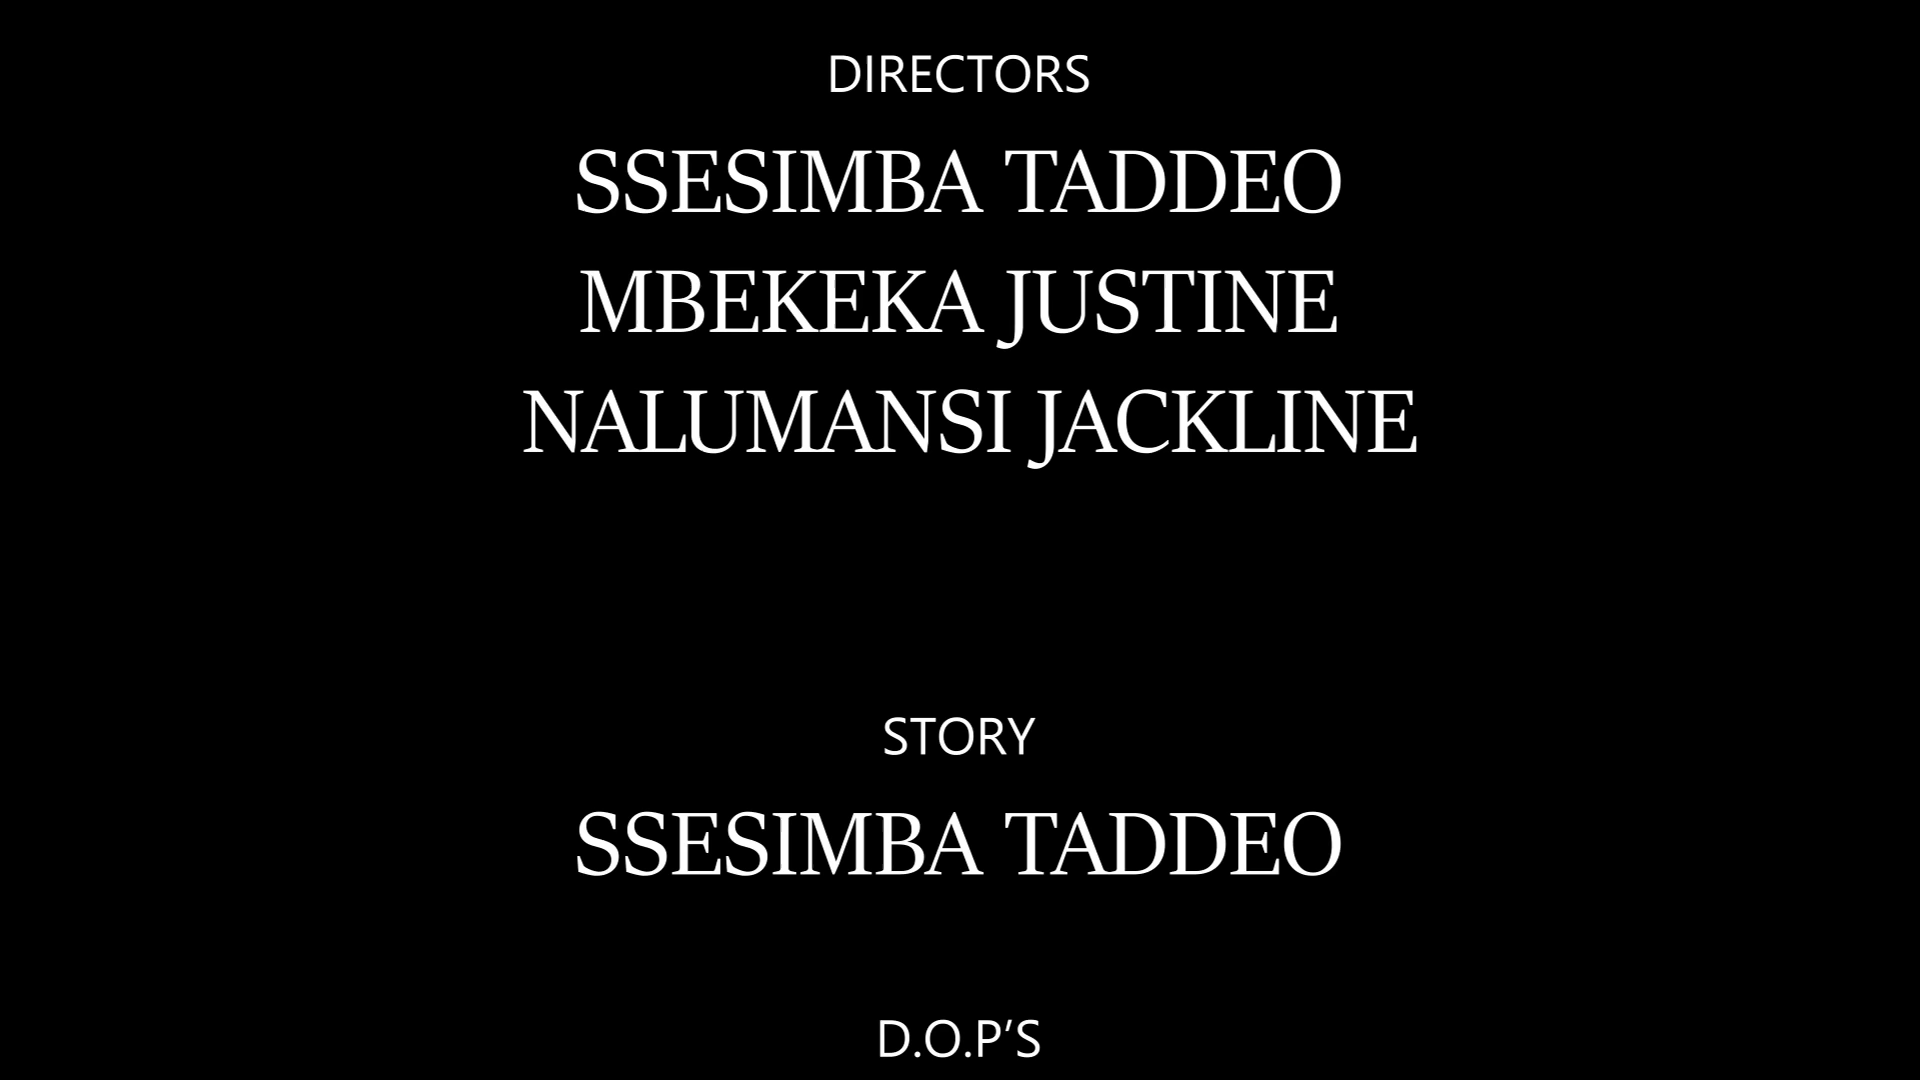 DIRECTORS
SSESIMBA TADDEO
MBEKEKA JUSTINE
NALUMANSI JACKLINE
STORY
SSESIMBA TADDEO
D.O.P’S